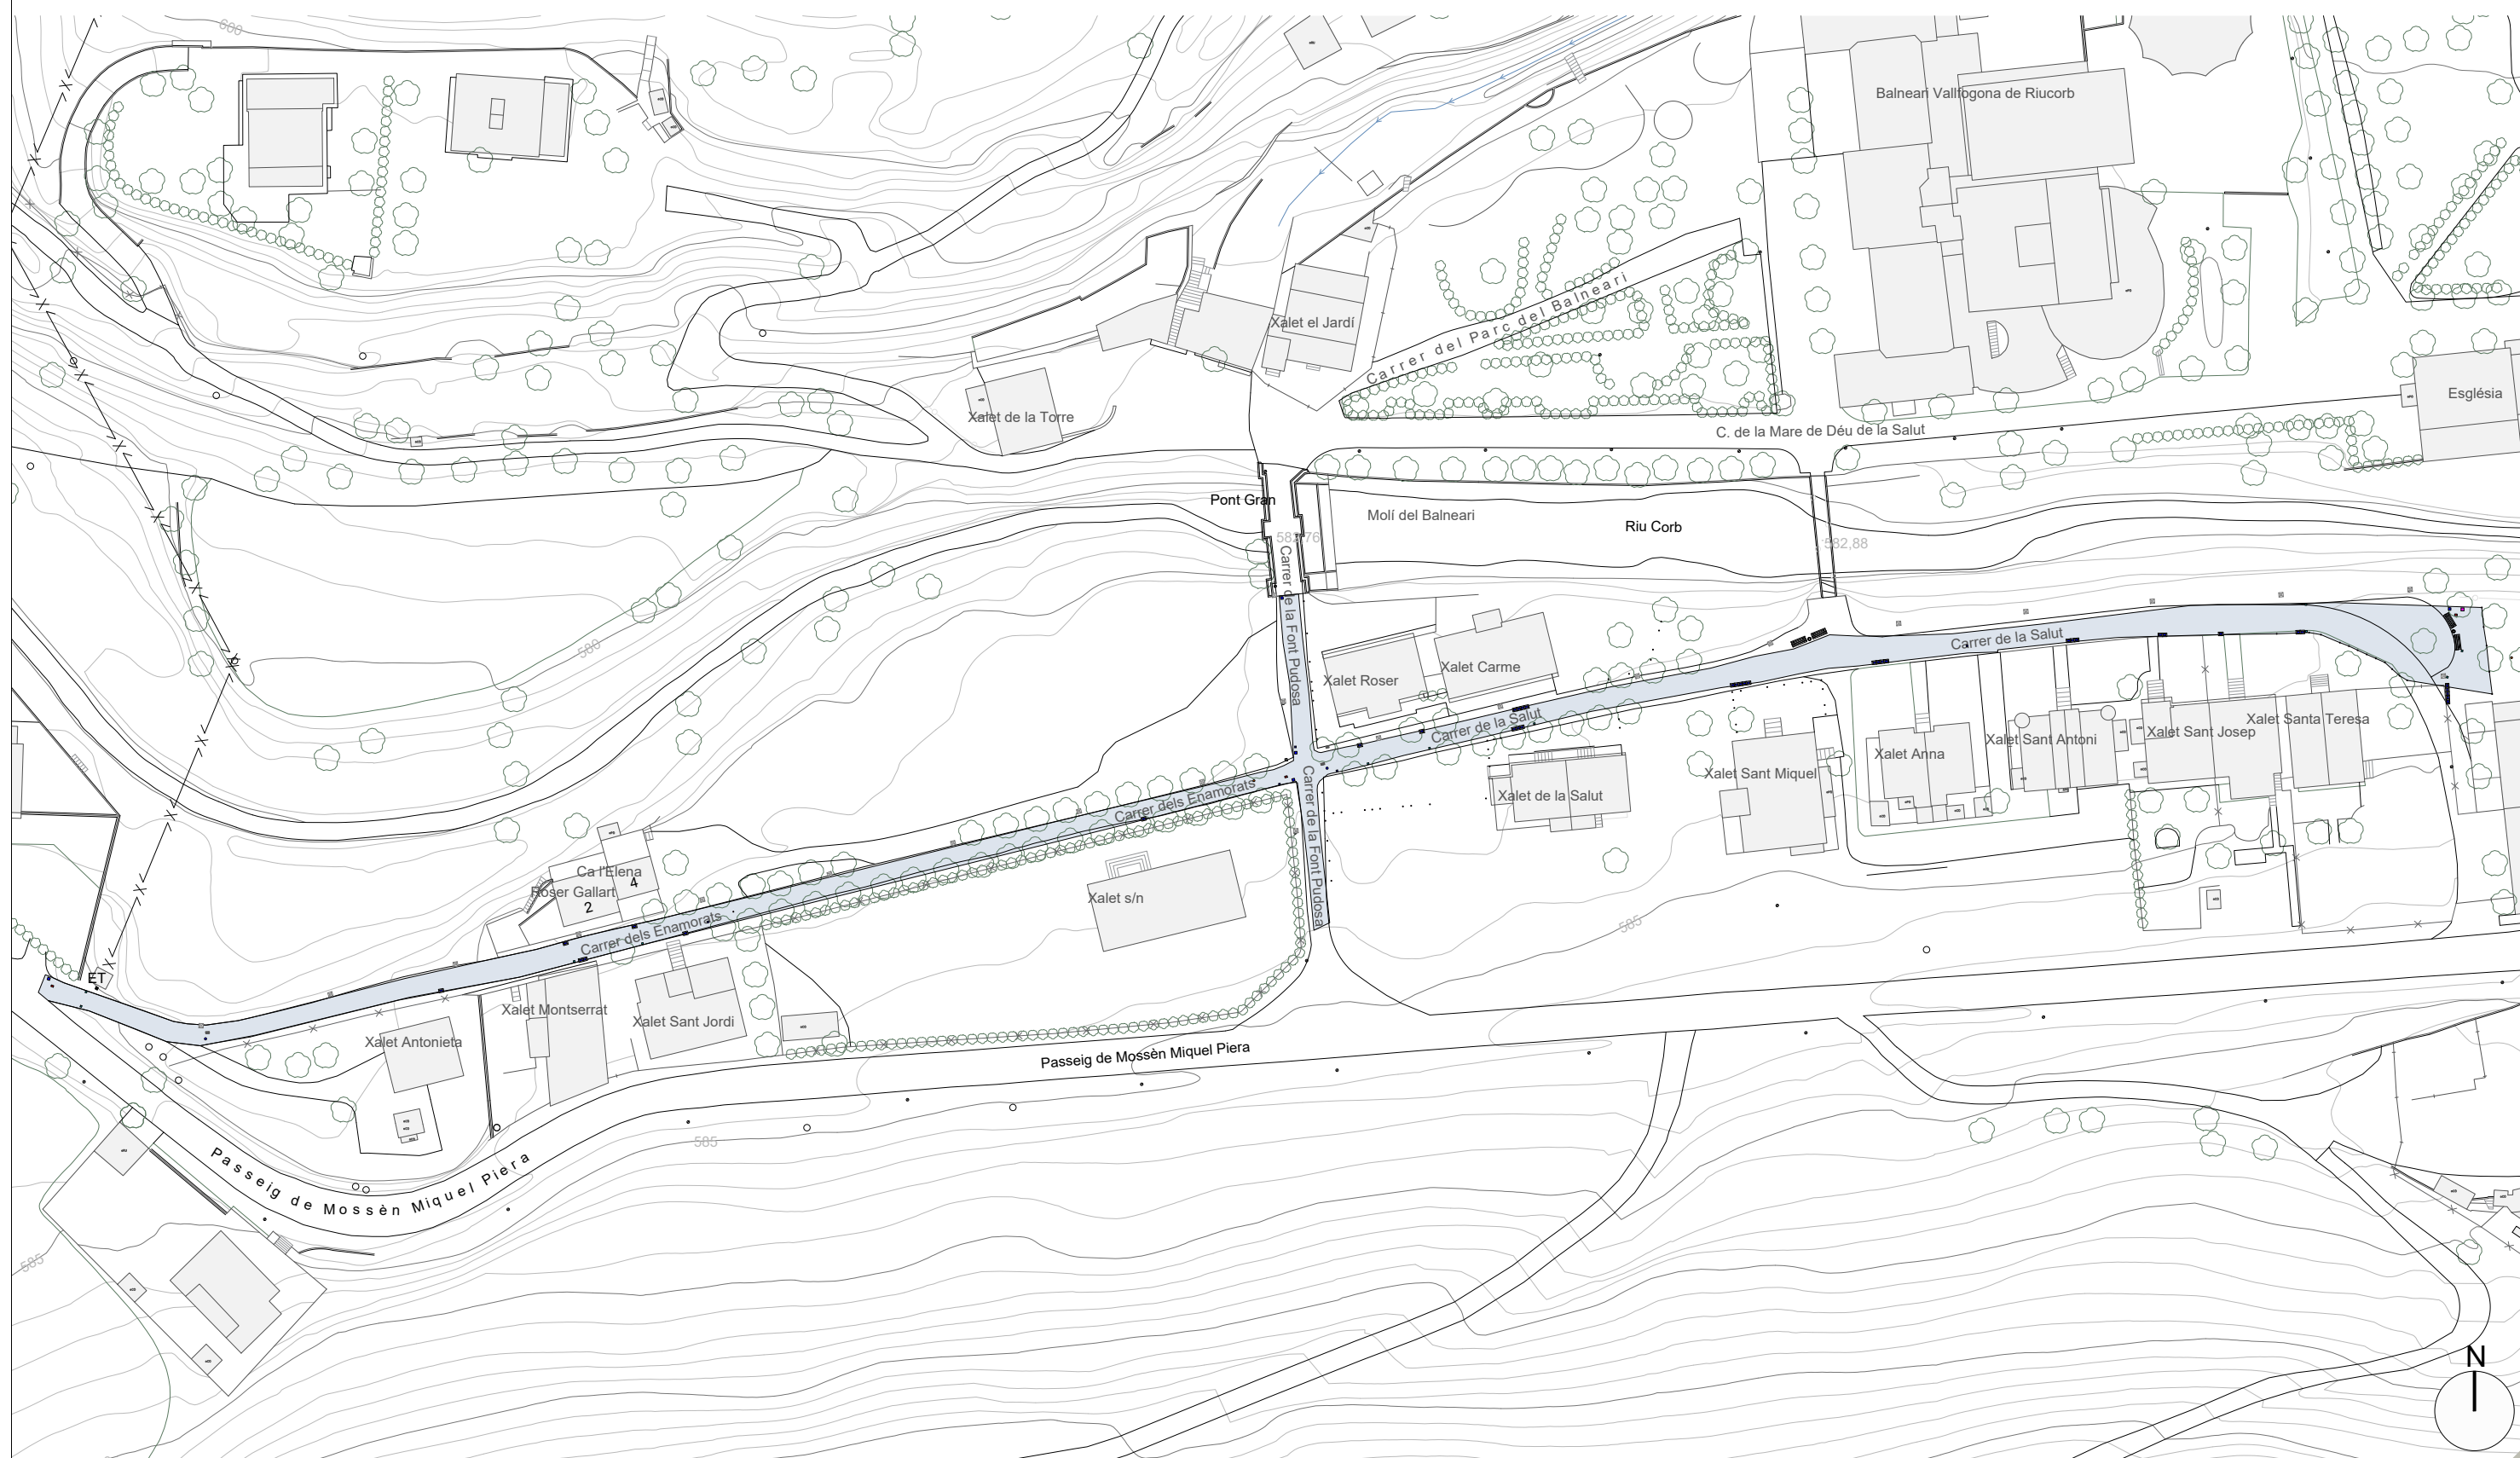 600
Balneari Vallfogona de Riucorb
Carrer del Parc del Balneari
Xalet el Jardí
Xalet de la Torre
Església
C. de la Mare de Déu de la Salut
Pont Gran
Molí del Balneari
Riu Corb
582,76
582,88
Carrer de la Font Pudosa
580
Xalet Roser
Xalet Carme
Carrer de la Salut
Carrer de la Salut
Xalet Anna
Xalet Sant Antoni
Xalet Sant Josep
Xalet Santa Teresa
Xalet Sant Miquel
Xalet de la Salut
Carrer de la Font Pudosa
Carrer dels Enamorats
Ca l'Elena
4
Roser Gallart
2
Xalet s/n
Carrer dels Enamorats
585
ET
Xalet Montserrat
Xalet Sant Jordi
Xalet Antonieta
Passeig de Mossèn Miquel Piera
585
Passeig de Mossèn Miquel Piera
585
N